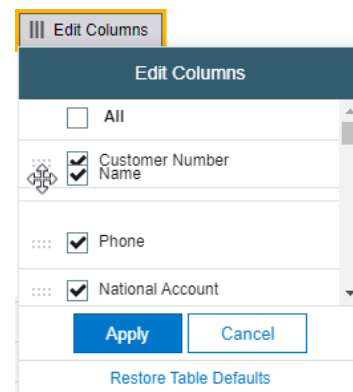 Edit Columns
Edit Columns
All
Customer Number
Name
Phone
National Account
Apply Cancel
Restore Table Defaults